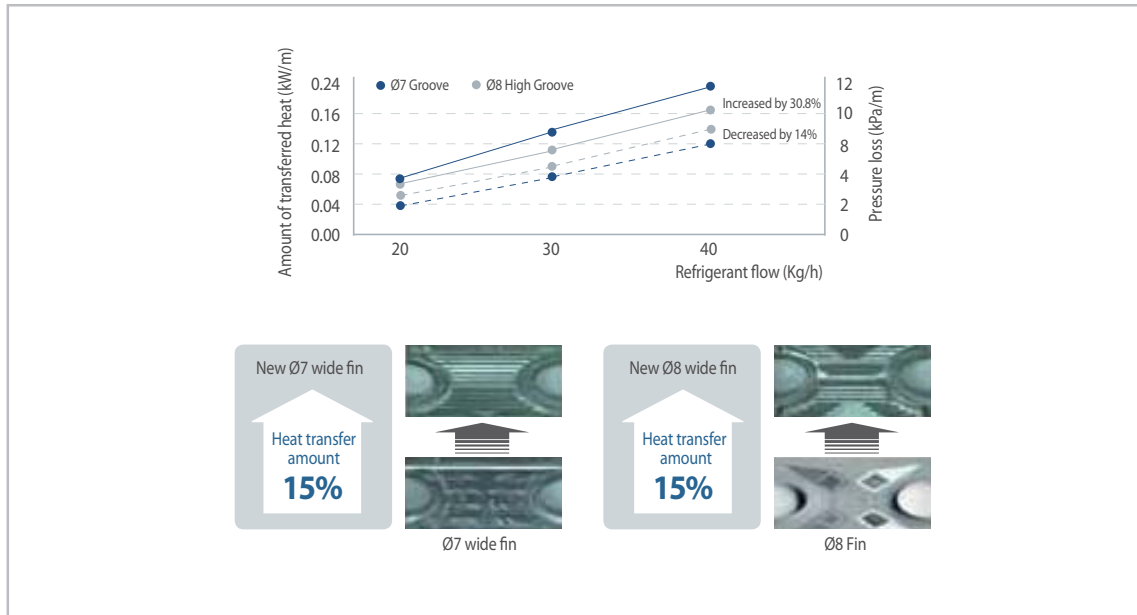 Amount of transferred heat (kW/m)
Ø7 Groove
Ø8 High Groove
0.24
0.16
0.12
0.08
0.04
0.00
20
30
40
Refrigerant flow (Kg/h)
12
10
8
4
2
0
Pressure loss (kPa/m)
Increased by 30.8%
Decreased by 14%
New Ø7 wide fin
Heat transfer
amount
15%
Ø7 wide fin
New Ø8 wide fin
Heat transfer
amount
15%
Ø8 Fin